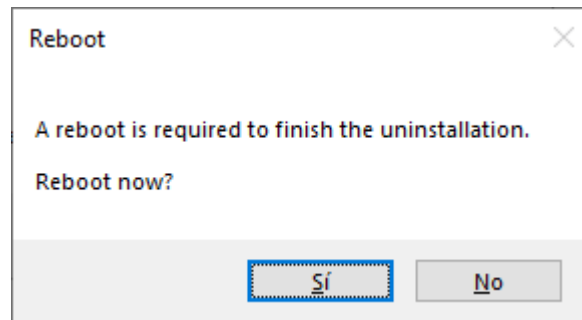 Reboot
A reboot is required to finish the uninstallation.
Reboot now?
Sí
No